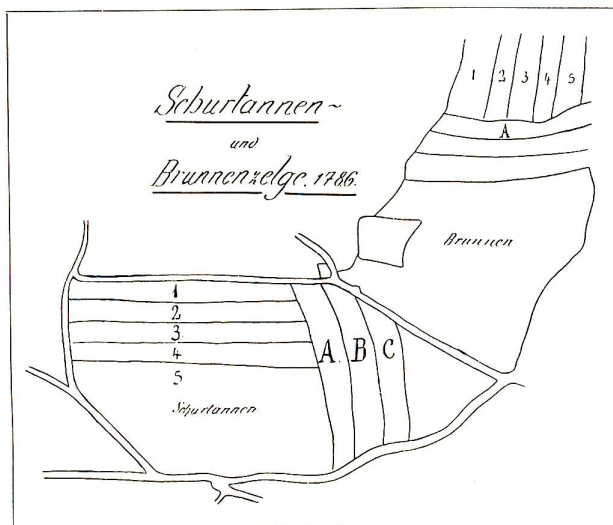 Schurtannen-
und
Brunnenzelge. 1786.
1 2 3 4 5
A
Brunnen
1
2
3
4
5
A. B C
Schurtannen